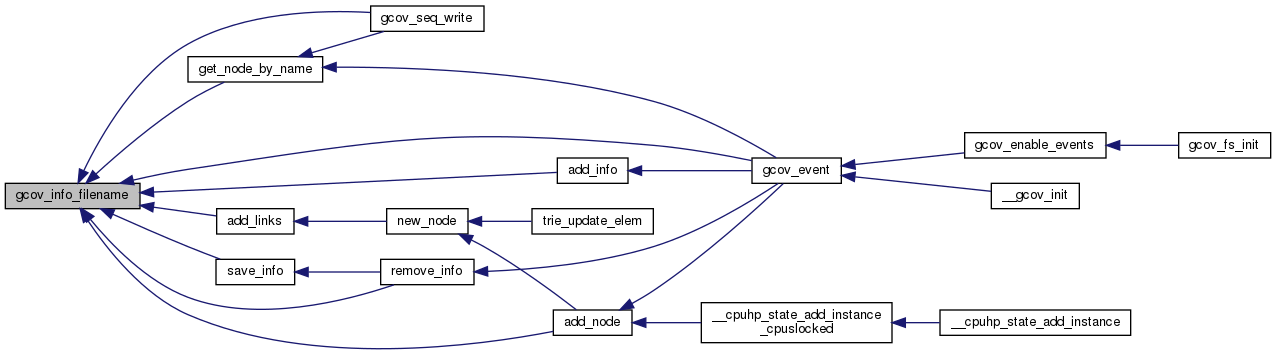 gcov_seq_write
get_node_by_name
gcov_enable_events
gcov_fs_init
add_info
gcov_event
gcov_info_filename
__gcov_init
add_links
new_node
trie_update_elem
save_info
remove_info
add_node
__cpuhp_state_add_instance
_cpuslocked
__cpuhp_state_add_instance